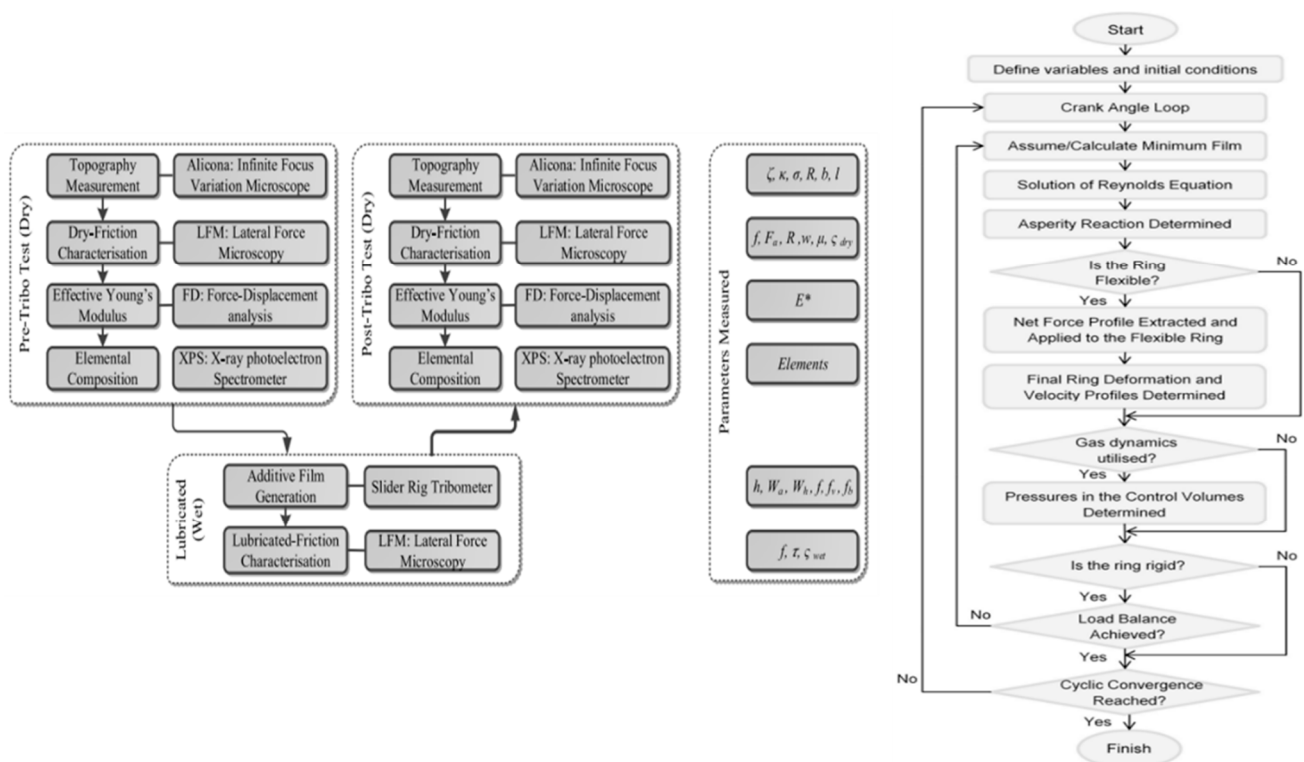 Pre-Tribo Test (Dry)
Topography
Measurement
Alicona: Infinite Focus
Variation Microscope
Dry-Friction
Characterisation
LFM: Lateral Force
Microscopy
Effective Young's
Modulus
FD: Force-Displacement
analysis
Elemental
Composition
XPS: X-ray photoelectron
Spectrometer
Post-Tribo Test (Dry)
Topography
Measurement
Alicona: Infinite Focus
Variation Microscope
Dry-Friction
Characterisation
LFM: Lateral Force
Microscopy
Effective Young's
Modulus
FD: Force-Displacement
analysis
Elemental
Composition
XPS: X-ray photoelectron
Spectrometer
Lubricated
(Wet)
Additive Film
Generation
Slider Rig Tribometer
Lubricated-Friction
Characterisation
LFM: Lateral Force
Microscopy
Parameters Measured
ζ, κ, σ, R, b, l
f, Fa, R ,w, μ, ς dry
E*
Elements
h, Wa, Wh, f, fv, fb
f, τ, ς wet
Start
Define variables and initial conditions
Crank Angle Loop
Assume/Calculate Minimum Film
Solution of Reynolds Equation
Asperity Reaction Determined
Is the Ring
Flexible?
No
Yes
Net Force Profile Extracted and
Applied to the Flexible Ring
Final Ring Deformation and
Velocity Profiles Determined
Gas dynamics
utilised?
No
Yes
Pressures in the Control Volumes
Determined
Is the ring rigid?
No
Yes
Load Balance
Achieved?
No
Yes
Cyclic Convergence
Reached?
No
Yes
Finish